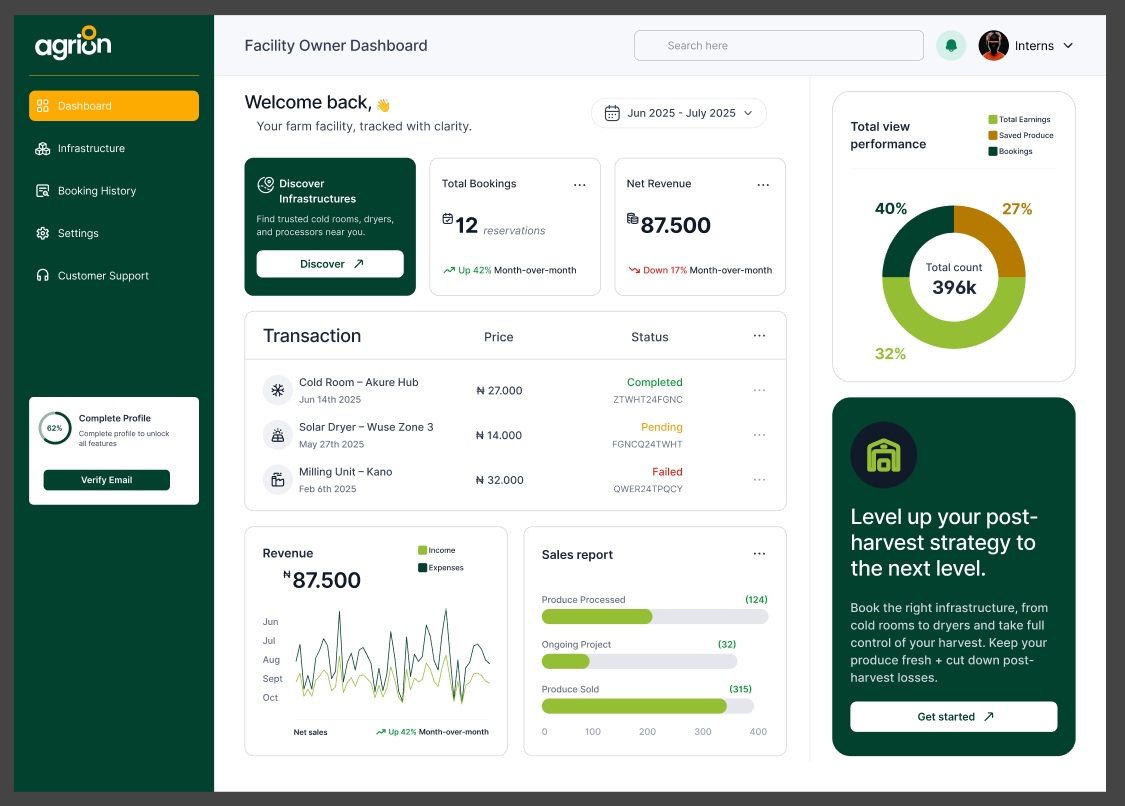 agrion
Dashboard
Infrastructure
Booking History
Settings
Customer Support
62%
Complete Profile
Complete profile to unlock
all features
Verify Email
Facility Owner Dashboard
Search here
Interns
Welcome back, 👋
Your farm facility, tracked with clarity.
Jun 2025 - July 2025
Discover
Infrastructures
Find trusted cold rooms, dryers,
and processors near you.
Discover
Total Bookings
...
12 reservations
Up 42% Month-over-month
Net Revenue
...
87.500
Down 17% Month-over-month
Transaction Price Status ...
Cold Room – Akure Hub
Jun 14th 2025
₦ 27.000
Completed
ZTWHT24FGNC
...
Solar Dryer – Wuse Zone 3
May 27th 2025
₦ 14.000
Pending
FGNCQ24TWHT
...
Milling Unit – Kano
Feb 6th 2025
₦ 32.000
Failed
QWER24TPQCY
...
Revenue
₦87.500
Income
Expenses
Jun
Jul
Aug
Sept
Oct
Net sales
Up 42% Month-over-month
Sales report
...
Produce Processed (124)
Ongoing Project (32)
Produce Sold (315)
0 100 200 300 400
Total view
performance
Total Earnings
Saved Produce
Bookings
40%
27%
Total count
396k
32%
Level up your post-
harvest strategy to
the next level.
Book the right infrastructure, from
cold rooms to dryers and take full
control of your harvest. Keep your
produce fresh + cut down post-
harvest losses.
Get started